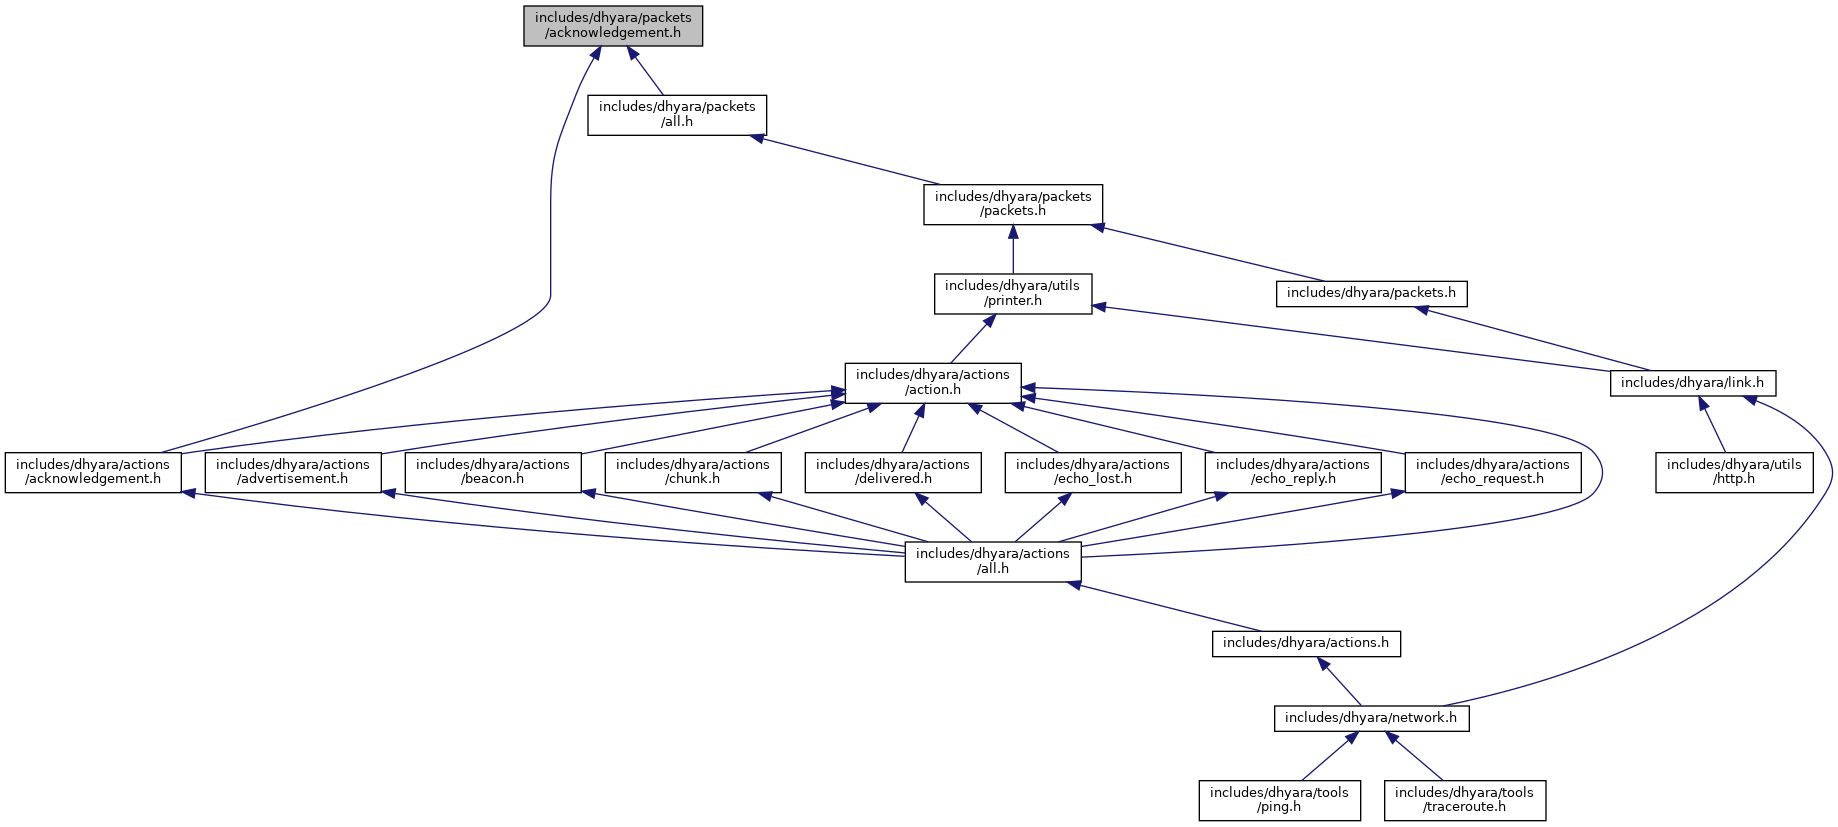 includes/dhyara/packets
/acknowledgement.h
includes/dhyara/packets
/all.h
includes/dhyara/packets
/packets.h
includes/dhyara/utils
/printer.h
includes/dhyara/packets.h
includes/dhyara/actions
/action.h
includes/dhyara/link.h
includes/dhyara/actions
/acknowledgement.h
includes/dhyara/actions
/advertisement.h
includes/dhyara/actions
/beacon.h
includes/dhyara/actions
/chunk.h
includes/dhyara/actions
/delivered.h
includes/dhyara/actions
/echo_lost.h
includes/dhyara/actions
/echo_reply.h
includes/dhyara/actions
/echo_request.h
includes/dhyara/utils
/http.h
includes/dhyara/actions
/all.h
includes/dhyara/actions.h
includes/dhyara/network.h
includes/dhyara/tools
/ping.h
includes/dhyara/tools
/traceroute.h